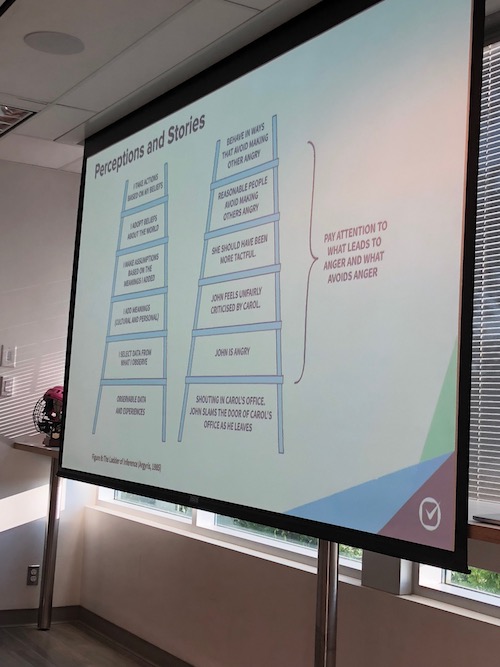 Perceptions and Stories
I TAKE ACTIONS
BASED ON MY BELIEFS
I ADOPT BELIEFS
ABOUT THE WORLD
I MAKE ASSUMPTIONS
BASED ON THE
MEANINGS I ADDED
I ADD MEANINGS
(CULTURAL AND PERSONAL)
I SELECT DATA FROM
WHAT I OBSERVE
OBSERVABLE DATA
AND EXPERIENCES
BEHAVE IN WAYS
THAT AVOID MAKING
OTHER ANGRY
REASONABLE PEOPLE
AVOID MAKING
OTHERS ANGRY
SHE SHOULD HAVE BEEN
MORE TACTFUL.
JOHN FEELS UNFAIRLY
CRITICISED BY CAROL.
JOHN IS ANGRY
SHOUTING IN CAROL'S OFFICE.
JOHN SLAMS THE DOOR OF CAROL'S
OFFICE AS HE LEAVES
PAY ATTENTION TO
WHAT LEADS TO
ANGER AND WHAT
AVOIDS ANGER
The Ladder of Inference (Argyris,